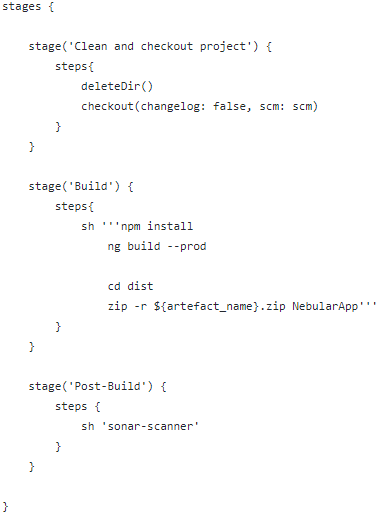 stages {
stage('Clean and checkout project') {
steps{
deleteDir()
checkout(changelog: false, scm: scm)
}
}
stage('Build') {
steps{
sh '''npm install
ng build --prod
cd dist
zip -r ${artefact_name}.zip NebularApp'''
}
}
stage('Post-Build') {
steps {
sh 'sonar-scanner'
}
}
}